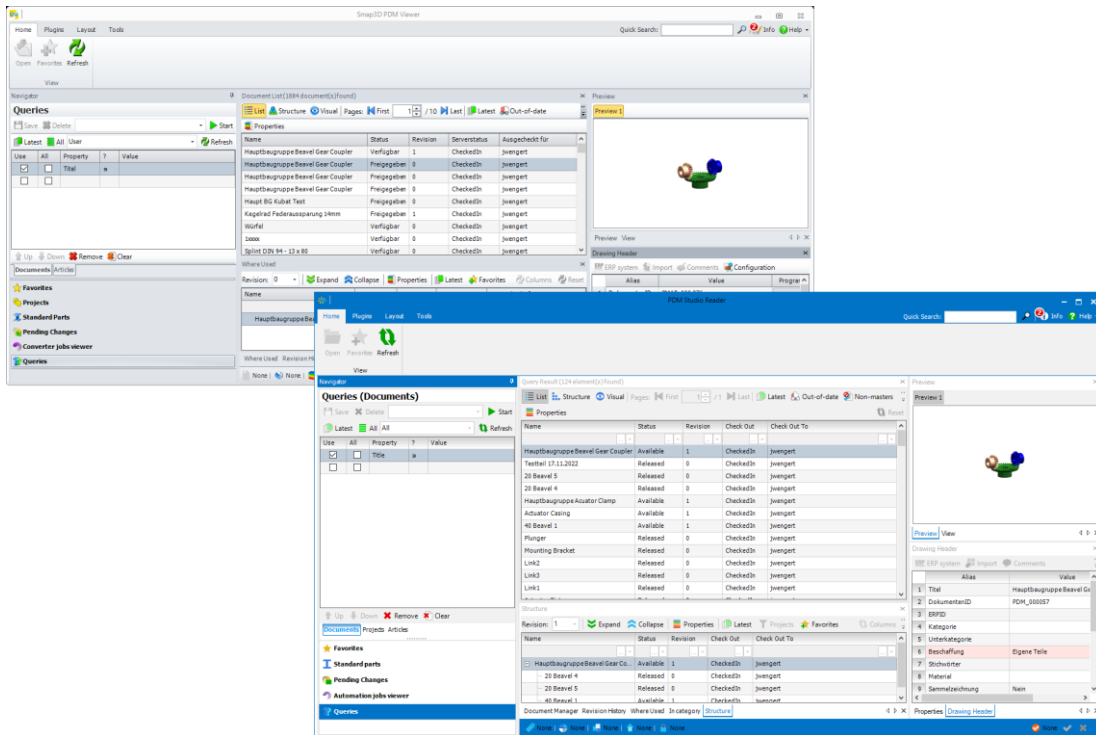 Smap3D PDM Viewer
Home Plugins Layout Tools
Quick Search: 2 Info Help
Open Favorites Refresh
View
Navigator
Queries
Save Delete Start
Latest All User Refresh
Use All Property ? Value
Titel
Up Down Remove Clear
Documents Articles
Favorites
Projects
Standard Parts
Pending Changes
Converter jobs viewer
Queries
Document List (1884 document(s) found)
List Structure Visual Pages: First 1 / 10 Last Latest Out-of-date
Properties
Name Status Revision Serverstatus Ausgecheckt für
Hauptbaugruppe Beavel Gear Coupler Verfügbar 1 CheckedIn jwengert
Hauptbaugruppe Beavel Gear Coupler Freigegeben 0 CheckedIn jwengert
Hauptbaugruppe Beavel Gear Coupler Freigegeben 0 CheckedIn jwengert
Hauptbaugruppe Beavel Gear Coupler Freigegeben 0 CheckedIn jwengert
Haupt BG Kubat Test Freigegeben 0 CheckedIn jwengert
Kegelrad Federaussparung 14mm Freigegeben 1 CheckedIn jwengert
Würfel Verfügbar 0 CheckedIn jwengert
1xxxx Verfügbar 0 CheckedIn jwengert
Splint DIN 94 - 13 x 80 Verfügbar 0 CheckedIn jwengert
Where Used
Revision: 0 Expand Collapse Properties Latest Favorites Columns Reset
Name
Hauptbaugruppe Bea
Where Used Revision Hi
None None
Preview
Preview 1
Preview View
Drawing Header
ERP system Import Comments Configuration
Alias Value Progra
PDM Studio Reader
Home Plugins Layout Tools
Quick Search: 2 Info Help
Open Favorites Refresh
View
Navigator
Queries (Documents)
Save Delete Start
Latest All All Refresh
Use All Property ? Value
Title
Up Down Remove Clear
Documents Projects Articles
Favorites
Standard parts
Pending Changes
Automation jobs viewer
Queries
Query Result (124 element(s) found)
List Structure Visual Pages: First 1 / 1 Last Latest Out-of-date Non-masters
Properties Reset
Name Status Revision Check Out Check Out To
Hauptbaugruppe Beavel Gear Coupler Available 1 CheckedIn jwengert
Testteil 17.11.2022 Released 0 CheckedIn jwengert
20 Beavel 5 Released 0 CheckedIn jwengert
20 Beavel 4 Released 0 CheckedIn jwengert
Hauptbaugruppe Acuator Clamp Available 1 CheckedIn jwengert
Actuator Casing Available 1 CheckedIn jwengert
40 Beavel 1 Available 1 CheckedIn jwengert
Plunger Released 0 CheckedIn jwengert
Mounting Bracket Released 0 CheckedIn jwengert
Link2 Released 0 CheckedIn jwengert
Link3 Released 0 CheckedIn jwengert
Link1 Released 0 CheckedIn jwengert
Structure
Revision: 1 Expand Collapse Properties Latest Projects Favorites Columns
Name Status Revision Check Out Check Out To
Hauptbaugruppe Beavel Gear Co... Available 1 CheckedIn jwengert
20 Beavel 4 Released 0 CheckedIn jwengert
20 Beavel 5 Released 0 CheckedIn jwengert
40 Beavel 1 Available 1 CheckedIn jwengert
Document Manager Revision History Where Used In category Structure
None None None None None
Preview
Preview 1
Preview View
Drawing Header
ERP system Import Comments
Alias Value
1 Titel Hauptbaugruppe Beavel Ge
2 DokumentenID PDM_000057
3 ERPID
4 Kategorie
5 Unterkategorie
6 Beschaffung Eigene Teile
7 Stichwörter
8 Material
9 Sammelzeichnung Nein
Properties Drawing Header
None